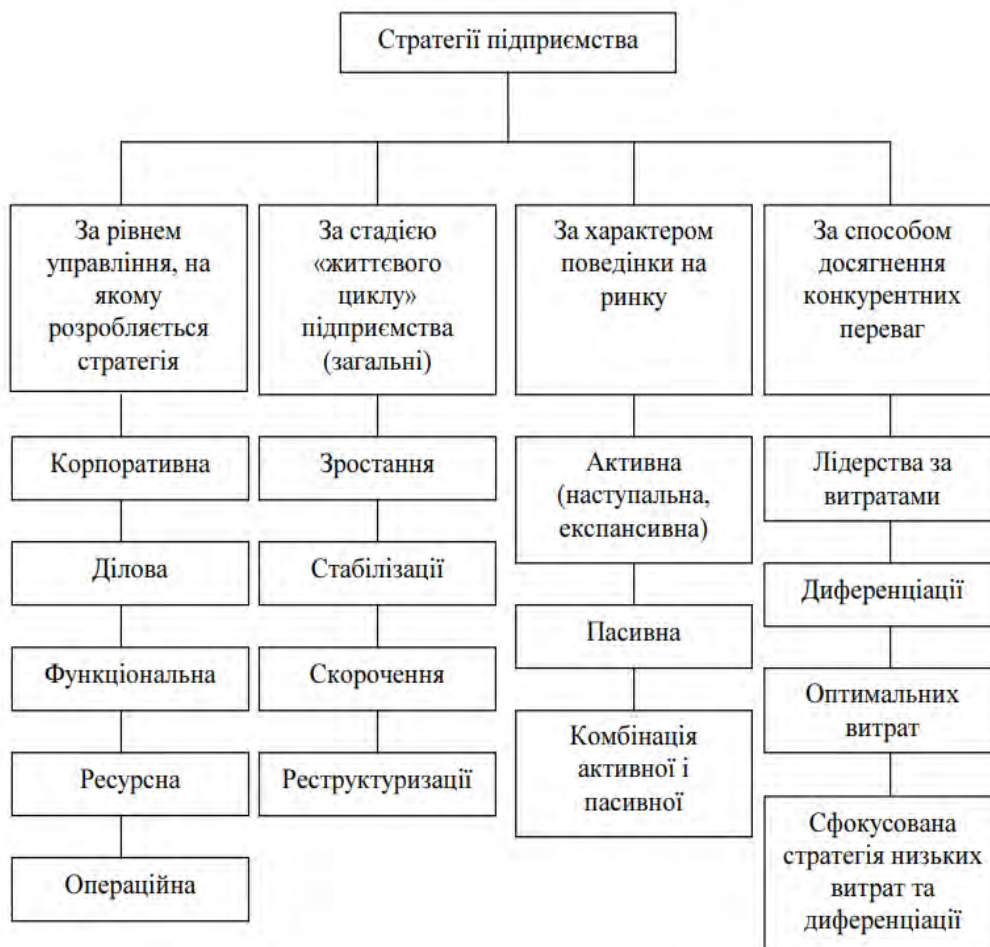 Стратегії підприємства
За рівнем
управління, на
якому
розробляється
стратегія
Корпоративна
Ділова
Функціональна
Ресурсна
Операційна
За стадією
«життєвого
циклу»
підприємства
(загальні)
Зростання
Стабілізації
Скорочення
Реструктуризації
За характером
поведінки на
ринку
Активна
(наступальна,
експансивна)
Пасивна
Комбінація
активної і
пасивної
За способом
досягнення
конкурентних
переваг
Лідерства за
витратами
Диференціації
Оптимальних
витрат
Сфокусована
стратегія низьких
витрат та
диференціації